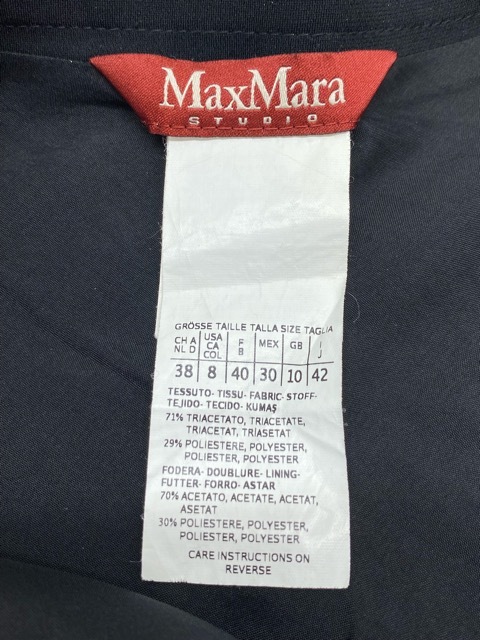 MaxMara
STUDIO
GRÖSSE TAILLE TALLA SIZE TAGLIA
CH A NL D USA CA COL F B MEX GB I J
38 8 40 30 10 42
TESSUTO- TISSU- FABRIC- STOFF-
TEJIDO- TECIDO- KUMAŞ
71% TRIACETATO, TRIACETATE,
TRIACETAT, TRIASETAT
29% POLIESTERE, POLYESTER,
POLIESTER, POLYESTER
FODERA- DOUBLURE- LINING-
FUTTER- FORRO- ASTAR
70% ACETATO, ACETATE, ACETAT,
ASETAT
30% POLIESTERE, POLYESTER,
POLIESTER, POLYESTER
CARE INSTRUCTIONS ON
REVERSE